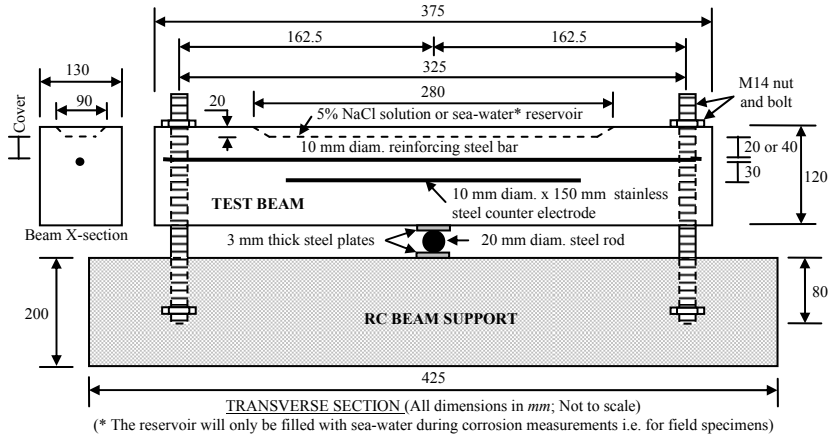 375
162.5
162.5
130
325
M14 nut
and bolt
90
Cover
20
280
5% NaCl solution or sea-water* reservoir
10 mm diam. reinforcing steel bar
20 or 40
30
120
10 mm diam. x 150 mm stainless
steel counter electrode
TEST BEAM
Beam X-section
3 mm thick steel plates
20 mm diam. steel rod
200
80
RC BEAM SUPPORT
425
TRANSVERSE SECTION (All dimensions in mm; Not to scale)
(* The reservoir will only be filled with sea-water during corrosion measurements i.e. for field specimens)